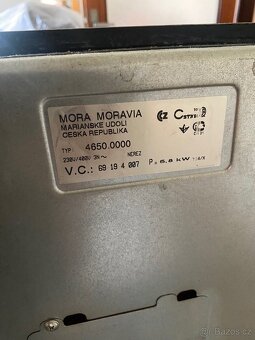 MORA MORAVIA
MARIANSKE UDOLI
CESKA REPUBLIKA
TYP: 4650.0000
230V/400V 3N~ NEREZ
V.C.: 69 19 4 007
Bazos.cz